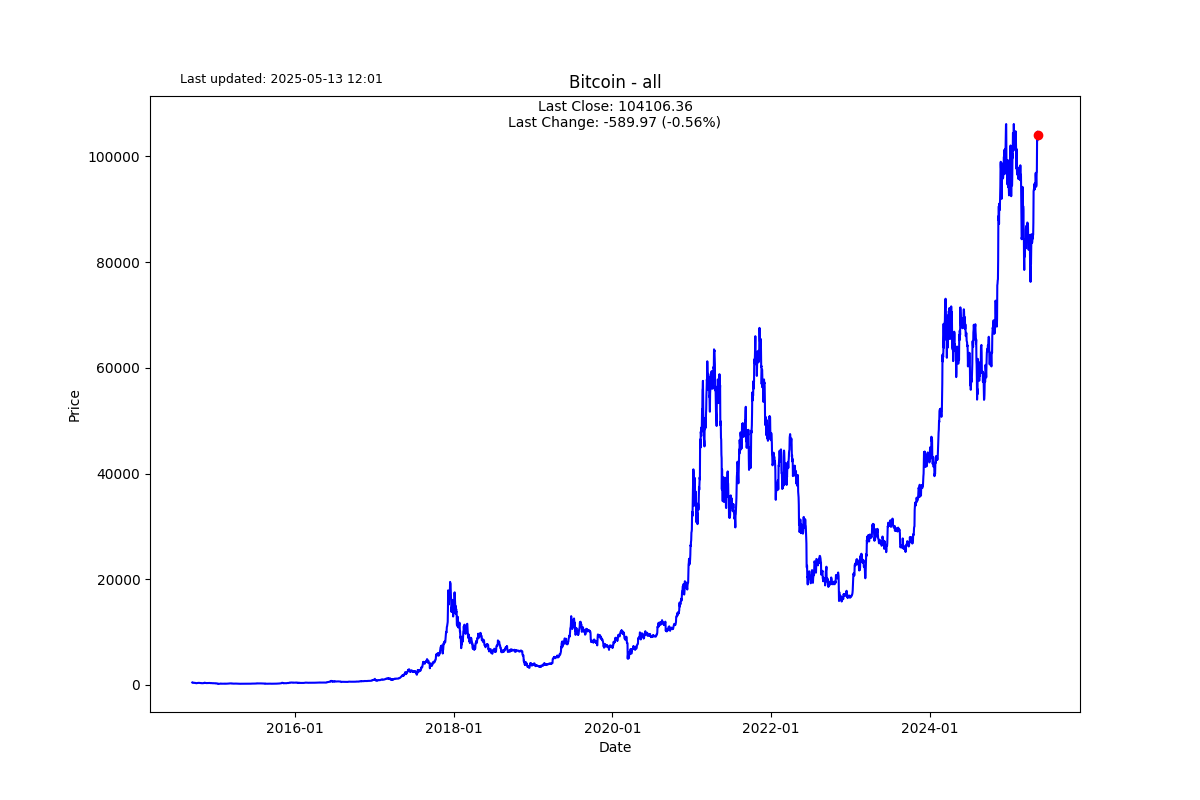 Last updated: 2025-05-13 12:01
Bitcoin - all
Last Close: 104106.36
Last Change: -589.97 (-0.56%)
100000
80000
60000
40000
20000
0
Price
2016-01
2018-01
2020-01
2022-01
2024-01
Date